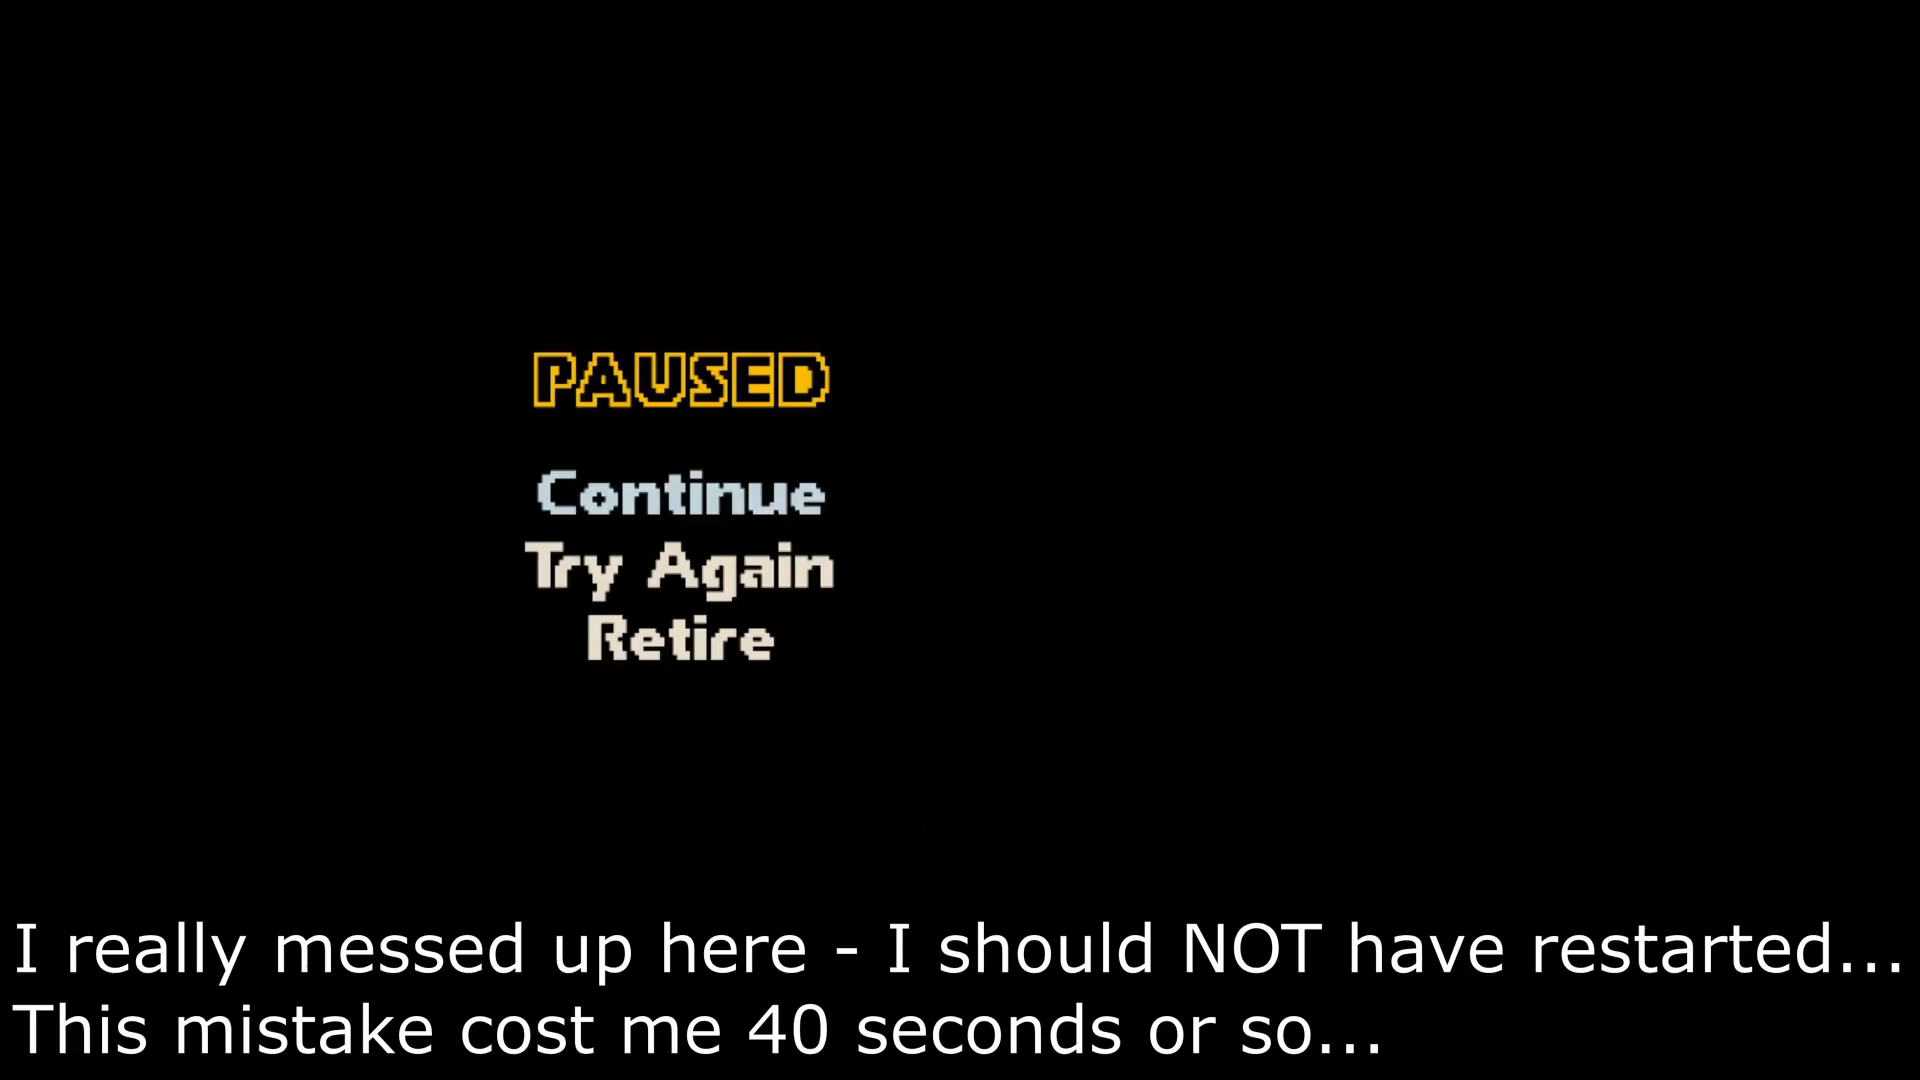 PAUSED
Continue
Try Again
Retire
I really messed up here - I should NOT have restarted...
This mistake cost me 40 seconds or so...